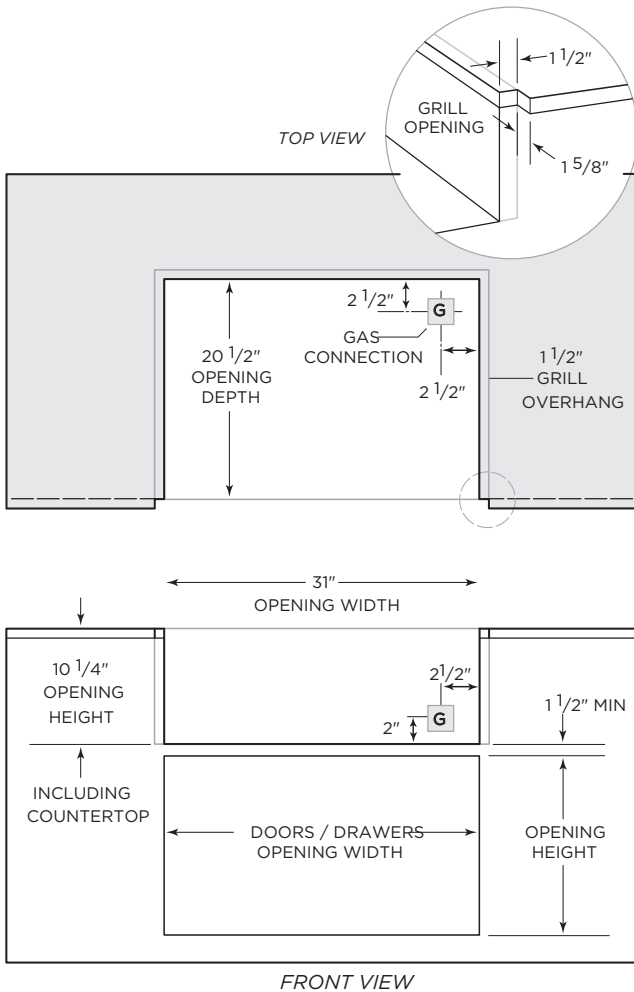 1 1/2"
GRILL
OPENING
TOP VIEW
1 5/8"
2 1/2"
G
GAS
CONNECTION
20 1/2"
OPENING
DEPTH
2 1/2"
1 1/2"
GRILL
OVERHANG
31"
OPENING WIDTH
10 1/4"
OPENING
HEIGHT
2 1/2"
2"
G
1 1/2" MIN
INCLUDING
COUNTERTOP
DOORS / DRAWERS
OPENING WIDTH
OPENING
HEIGHT
FRONT VIEW